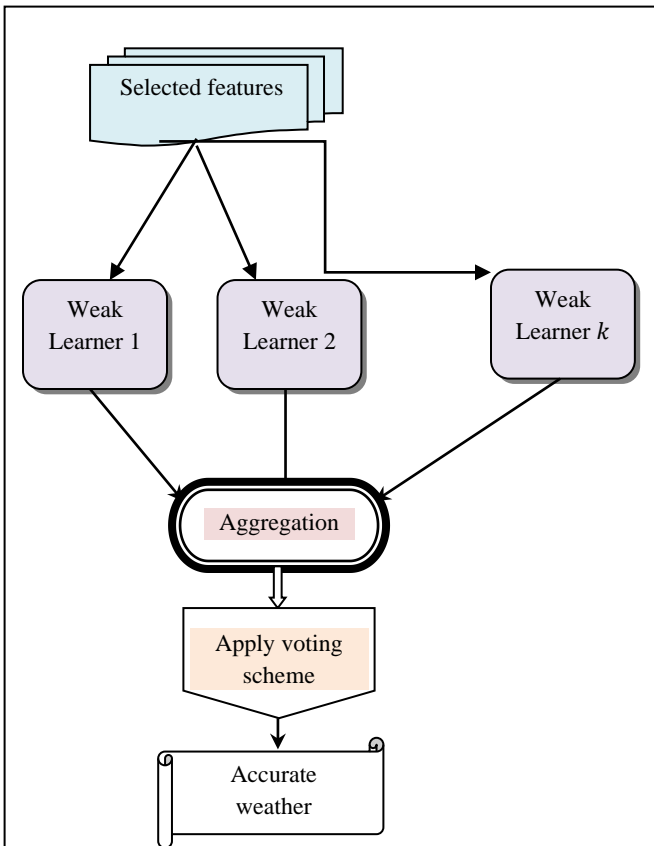 Selected features
Weak
Learner 1
Weak
Learner 2
Weak
Learner k
Aggregation
Apply voting
scheme
Accurate
weather